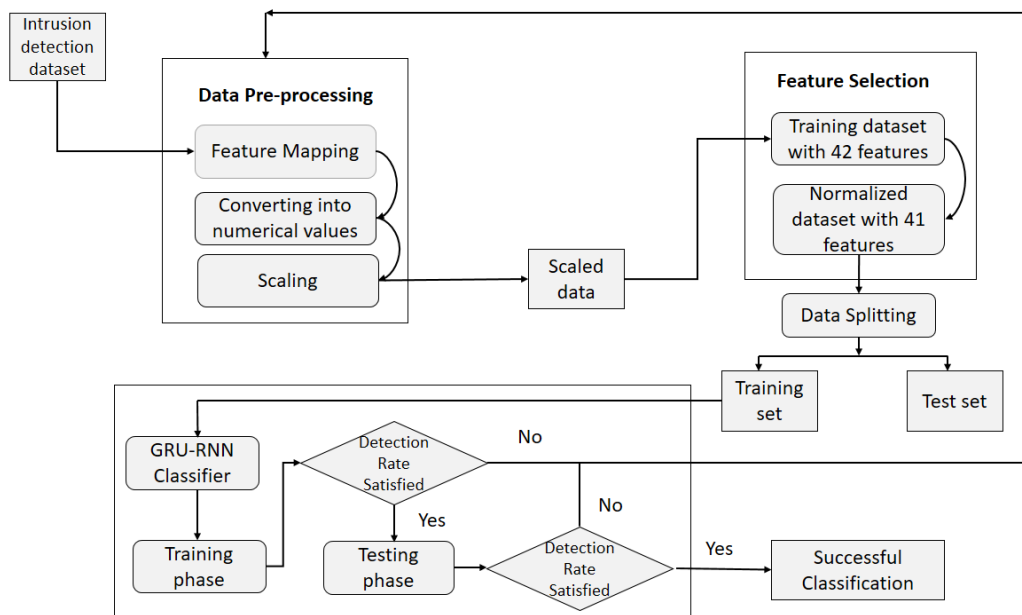 Intrusion
detection
dataset
Data Pre-processing
Feature Mapping
Converting into
numerical values
Scaling
Scaled
data
Feature Selection
Training dataset
with 42 features
Normalized
dataset with 41
features
Data Splitting
Training
set
Test set
GRU-RNN
Classifier
Training
phase
Detection
Rate
Satisfied
No
Yes
Testing
phase
No
Detection
Rate
Satisfied
Yes
Successful
Classification